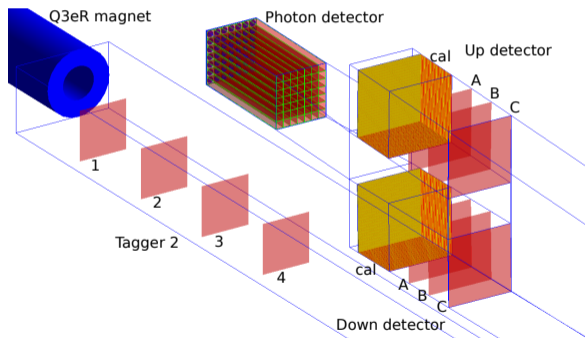 Q3eR magnet
Photon detector
Up detector
cal
A
B
C
1
2
3
4
Tagger 2
cal
A
B
C
Down detector